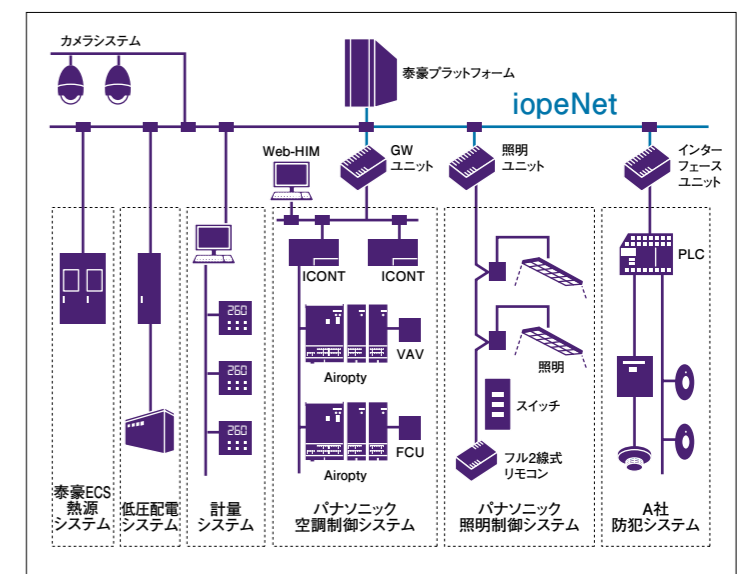 カメラシステム
泰豪プラットフォーム
iopeNet
Web-HIM
GW
ユニット
照明
ユニット
インター
フェース
ユニット
ICONT
ICONT
PLC
260
260
260
VAV
Airopty
照明
スイッチ
FCU
Airopty
フル2線式
リモコン
泰豪ECS
熱源
システム
低圧配電
システム
計量
システム
パナソニック
空調制御システム
パナソニック
照明制御システム
A社
防犯システム